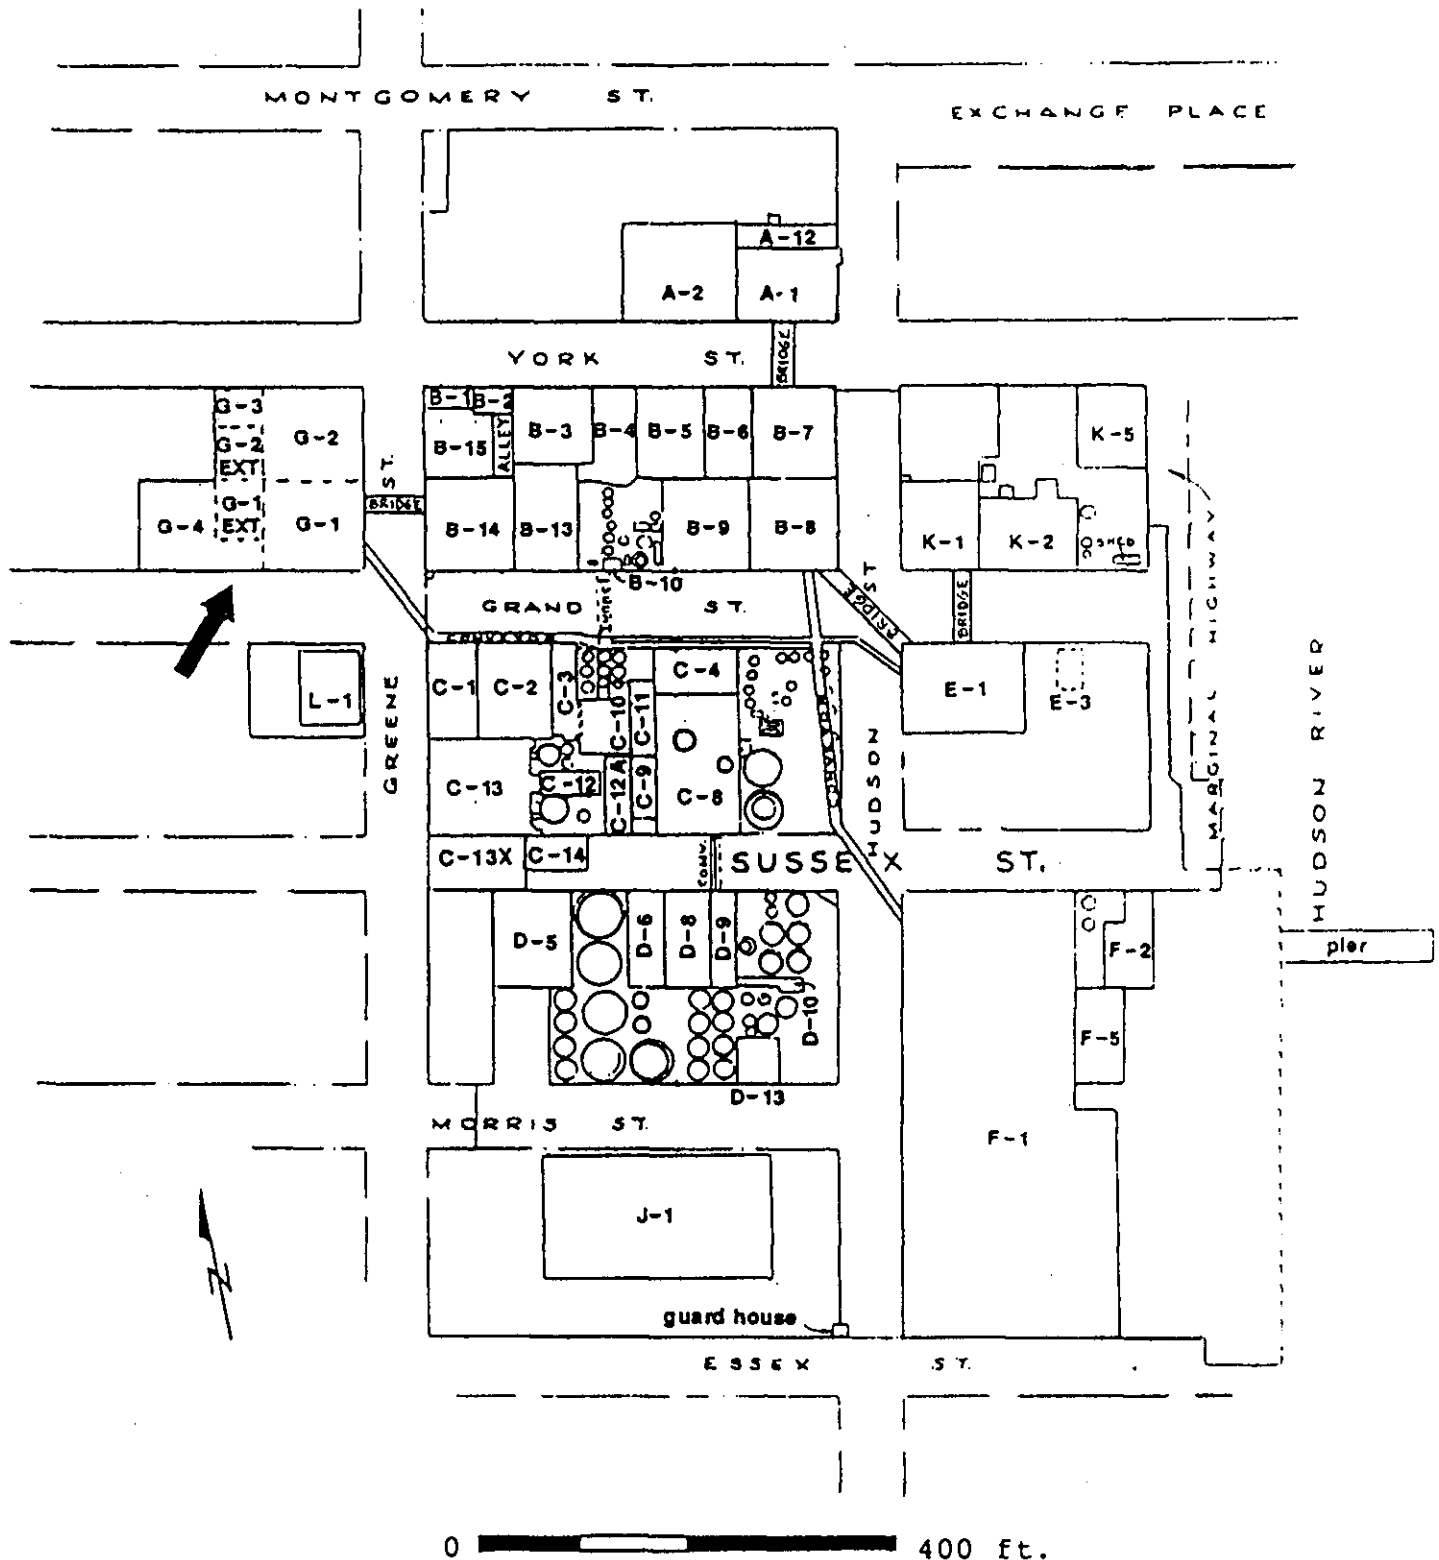 MONTGOMERY ST.
EXCHANGE PLACE
A-12
A-2
A-1
BRIDGE
YORK ST.
B-1
B-2
G-3
G-2
EXT
G-2
B-15
ALLEY
B-3
B-4
B-5
B-6
B-7
K-5
ST.
G-4
G-1
EXT
G-1
BRIDGE
B-14
B-13
B-9
B-8
K-1
K-2
SHED
B-10
tunnel
GRAND ST.
BRIDGE
ST
BRIDGE
MARGINAL HIGHWAY
HUDSON RIVER
L-1
GREENE
C-1
C-2
C-3
C-10
C-11
C-4
E-1
E-3
C-13
C-12
C-12A
C-9
C-8
HUDSON
C-13X
C-14
CONV.
SUSSEX ST.
D-5
D-6
D-8
D-9
D-10
F-2
pier
F-5
D-13
MORRIS ST.
F-1
J-1
N
guard house
ESSEX ST.
0 400 ft.